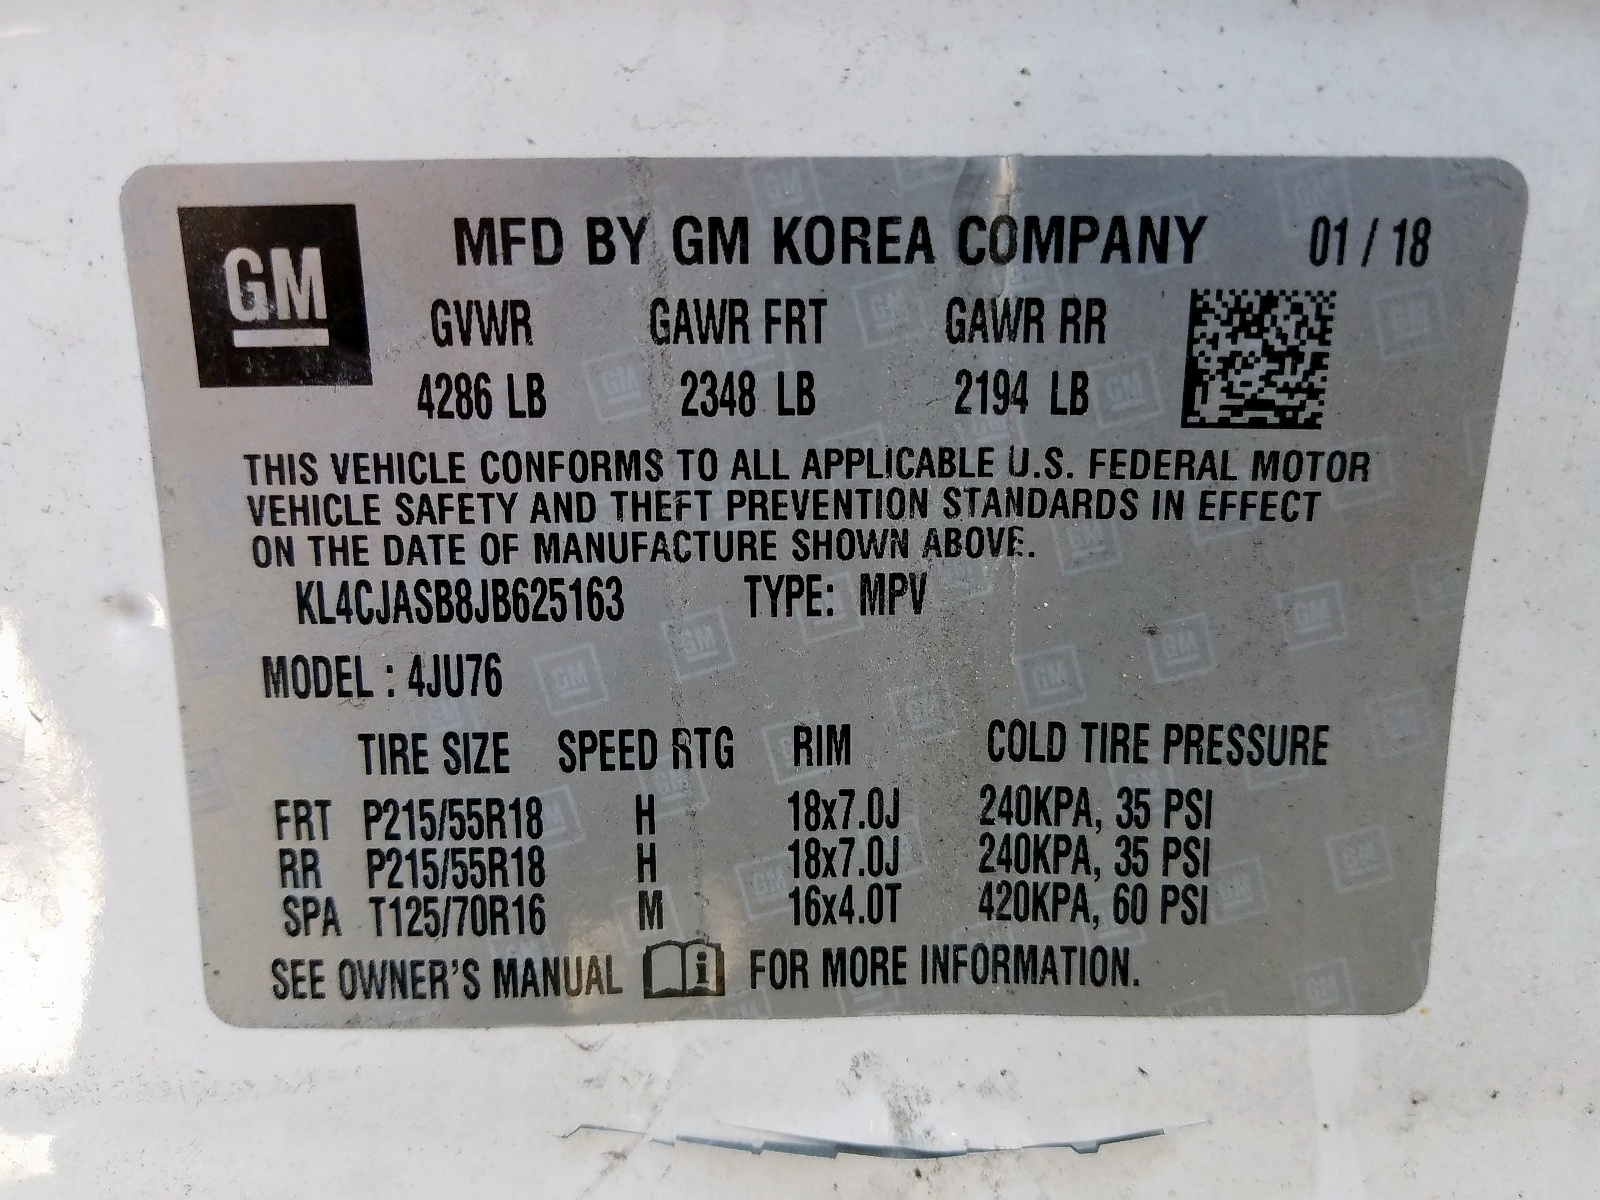 GM
MFD BY GM KOREA COMPANY 01 / 18
GVWR GAWR FRT GAWR RR
4286 LB 2348 LB 2194 LB
THIS VEHICLE CONFORMS TO ALL APPLICABLE U.S. FEDERAL MOTOR
VEHICLE SAFETY AND THEFT PREVENTION STANDARDS IN EFFECT
ON THE DATE OF MANUFACTURE SHOWN ABOVE.
KL4CJASB8JB625163 TYPE: MPV
MODEL : 4JU76
TIRE SIZE SPEED RTG RIM COLD TIRE PRESSURE
FRT P215/55R18 H 18x7.0J 240KPA, 35 PSI
RR P215/55R18 H 18x7.0J 240KPA, 35 PSI
SPA T125/70R16 M 16x4.0T 420KPA, 60 PSI
SEE OWNER'S MANUAL i FOR MORE INFORMATION.